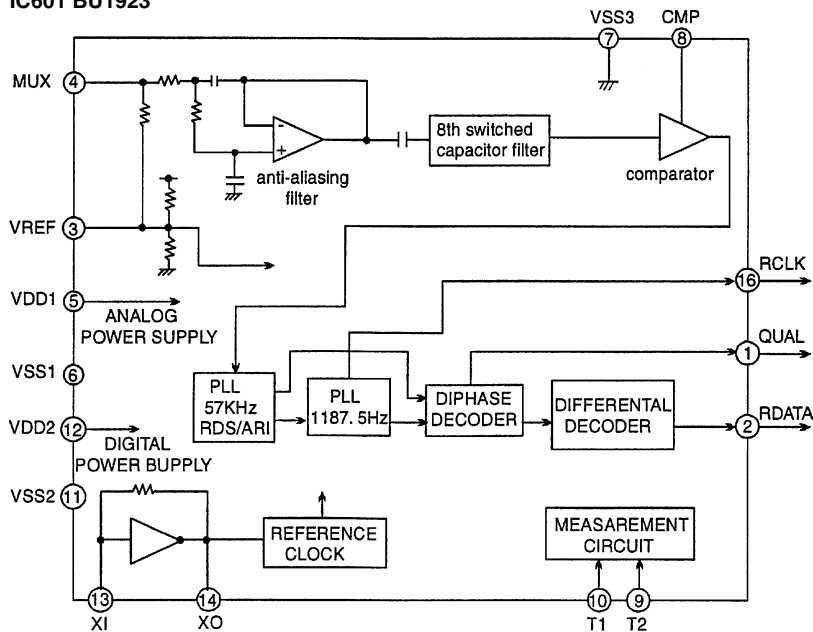 IC601 BU1923
VSS3 CMP
7 8
MUX 4
8th switched
capacitor filter
- +
anti-aliasing
filter
comparator
VREF 3
RCLK
16
VDD1 5
ANALOG
POWER SUPPLY
QUAL
1
VSS1 6
PLL
57KHz
RDS/ARI
PLL
1187. 5Hz
DIPHASE
DECODER
DIFFERENTAL
DECODER
RDATA
2
VDD2 12
DIGITAL
POWER BUPPLY
VSS2 11
REFERENCE
CLOCK
MEASAREMENT
CIRCUIT
13 14 10 9
XI XO T1 T2